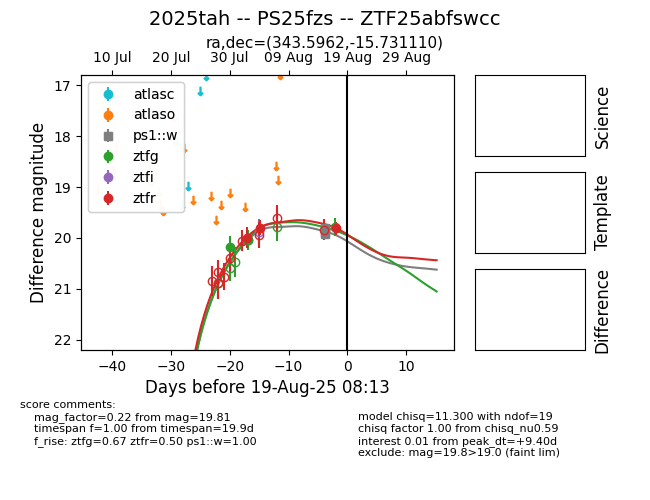 2025tah -- PS25fzs -- ZTF25abfswcc
ra,dec=(343.5962,-15.731110)
10 Jul 20 Jul 30 Jul 09 Aug 19 Aug 29 Aug
17
18
19
20
21
22
Difference magnitude
atlasc
atlaso
ps1::w
ztfg
ztfi
ztfr
−40 −30 −20 −10 0 10
Days before 19-Aug-25 08:13
Science
Template
Difference
score comments:
mag_factor=0.22 from mag=19.81
timespan f=1.00 from timespan=19.9d
f_rise: ztfg=0.67 ztfr=0.50 ps1::w=1.00
model chisq=11.300 with ndof=19
chisq factor 1.00 from chisq_nu0.59
interest 0.01 from peak_dt=+9.40d
exclude: mag=19.8>19.0 (faint lim)